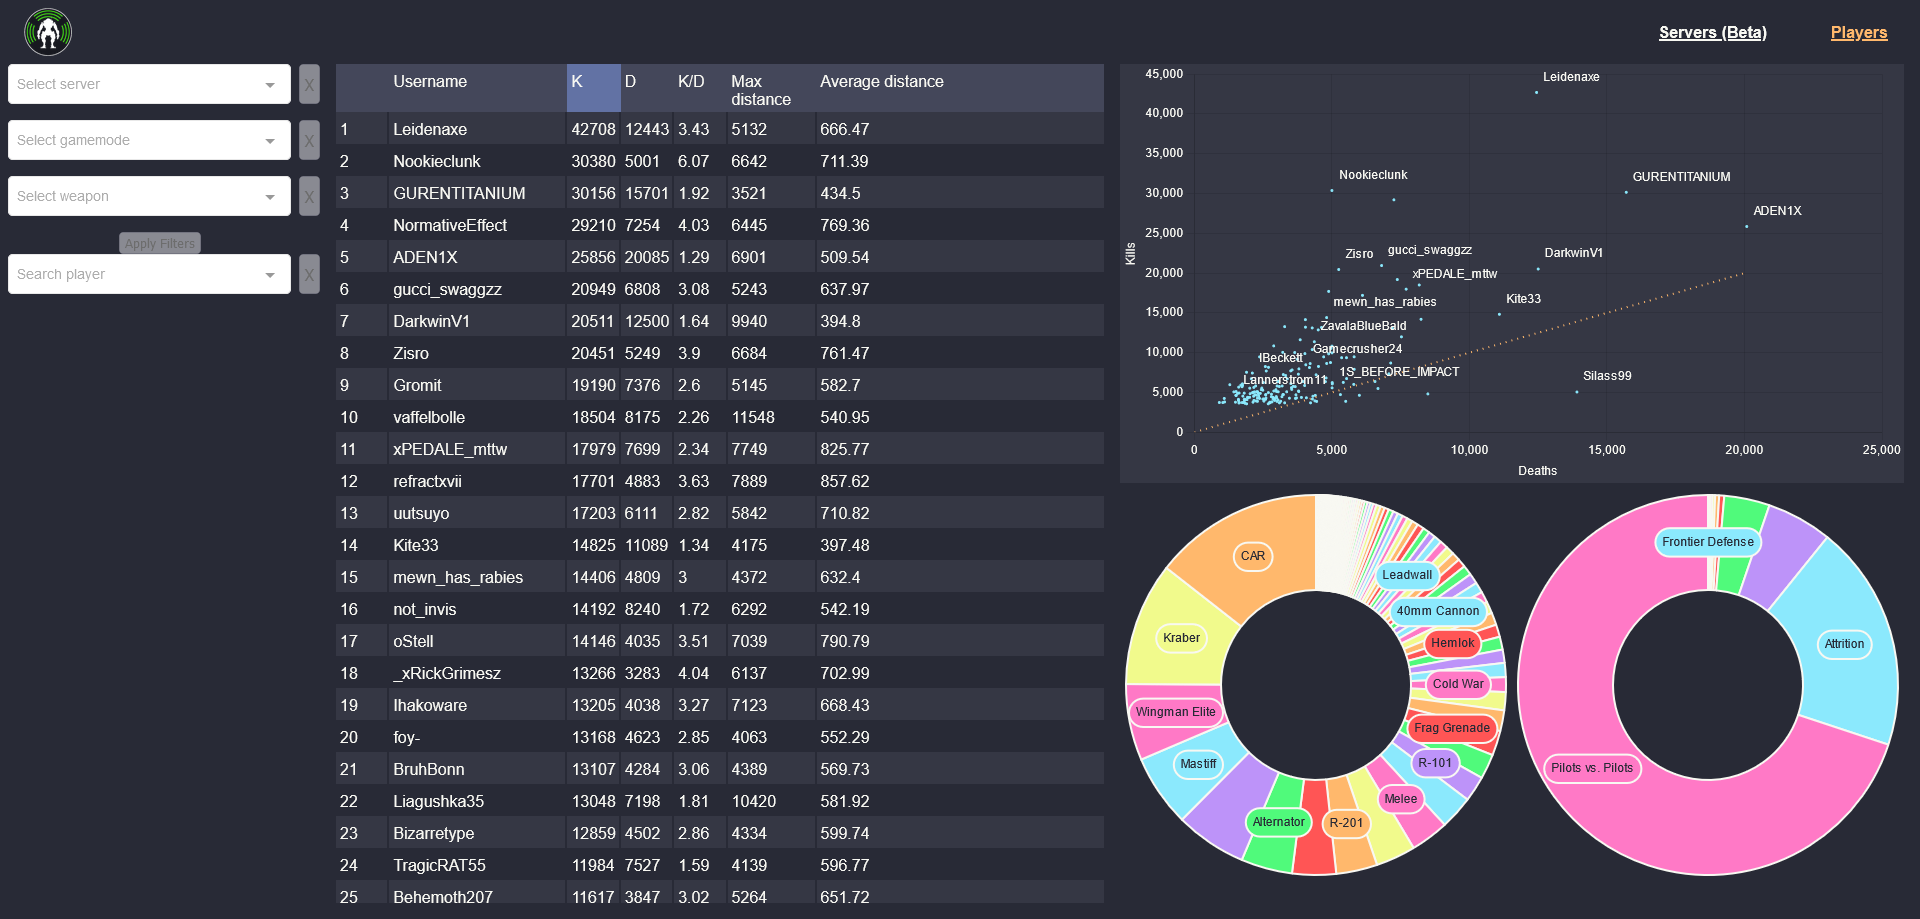 Servers (Beta) Players
Select server X
Select gamemode X
Select weapon X
Apply Filters
Search player X
Username K D K/D Max distance Average distance
1 Leidenaxe 42708 12443 3.43 5132 666.47
2 Nookieclunk 30380 5001 6.07 6642 711.39
3 GURENTITANIUM 30156 15701 1.92 3521 434.5
4 NormativeEffect 29210 7254 4.03 6445 769.36
5 ADEN1X 25856 20085 1.29 6901 509.54
6 gucci_swaggzz 20949 6808 3.08 5243 637.97
7 DarkwinV1 20511 12500 1.64 9940 394.8
8 Zisro 20451 5249 3.9 6684 761.47
9 Gromit 19190 7376 2.6 5145 582.7
10 vaffelbolle 18504 8175 2.26 11548 540.95
11 xPEDALE_mttw 17979 7699 2.34 7749 825.77
12 refractxvii 17701 4883 3.63 7889 857.62
13 uutsuyo 17203 6111 2.82 5842 710.82
14 Kite33 14825 11089 1.34 4175 397.48
15 mewn_has_rabies 14406 4809 3 4372 632.4
16 not_invis 14192 8240 1.72 6292 542.19
17 oStell 14146 4035 3.51 7039 790.79
18 _xRickGrimesz 13266 3283 4.04 6137 702.99
19 Ihakoware 13205 4038 3.27 7123 668.43
20 foy- 13168 4623 2.85 4063 552.29
21 BruhBonn 13107 4284 3.06 4389 569.73
22 Liagushka35 13048 7198 1.81 10420 581.92
23 Bizarretype 12859 4502 2.86 4334 599.74
24 TragicRAT55 11984 7527 1.59 4139 596.77
25 Behemoth207 11617 3847 3.02 5264 651.72
Kills
45,000
40,000
35,000
30,000
25,000
20,000
15,000
10,000
5,000
0
Leidenaxe
Nookieclunk
GURENTITANIUM
ADEN1X
Zisro
gucci_swaggzz
DarkwinV1
xPEDALE_mttw
mewn_has_rabies
Kite33
ZavalaBlueBald
Gamecrusher24
IBeckett
1S_BEFORE_IMPACT
Lannerstrom11
Silass99
0 5,000 10,000 15,000 20,000 25,000
Deaths
CAR
Kraber
Wingman Elite
Mastiff
Alternator
R-201
Melee
R-101
Frag Grenade
Cold War
Hemlok
40mm Cannon
Leadwall
Frontier Defense
Attrition
Pilots vs. Pilots